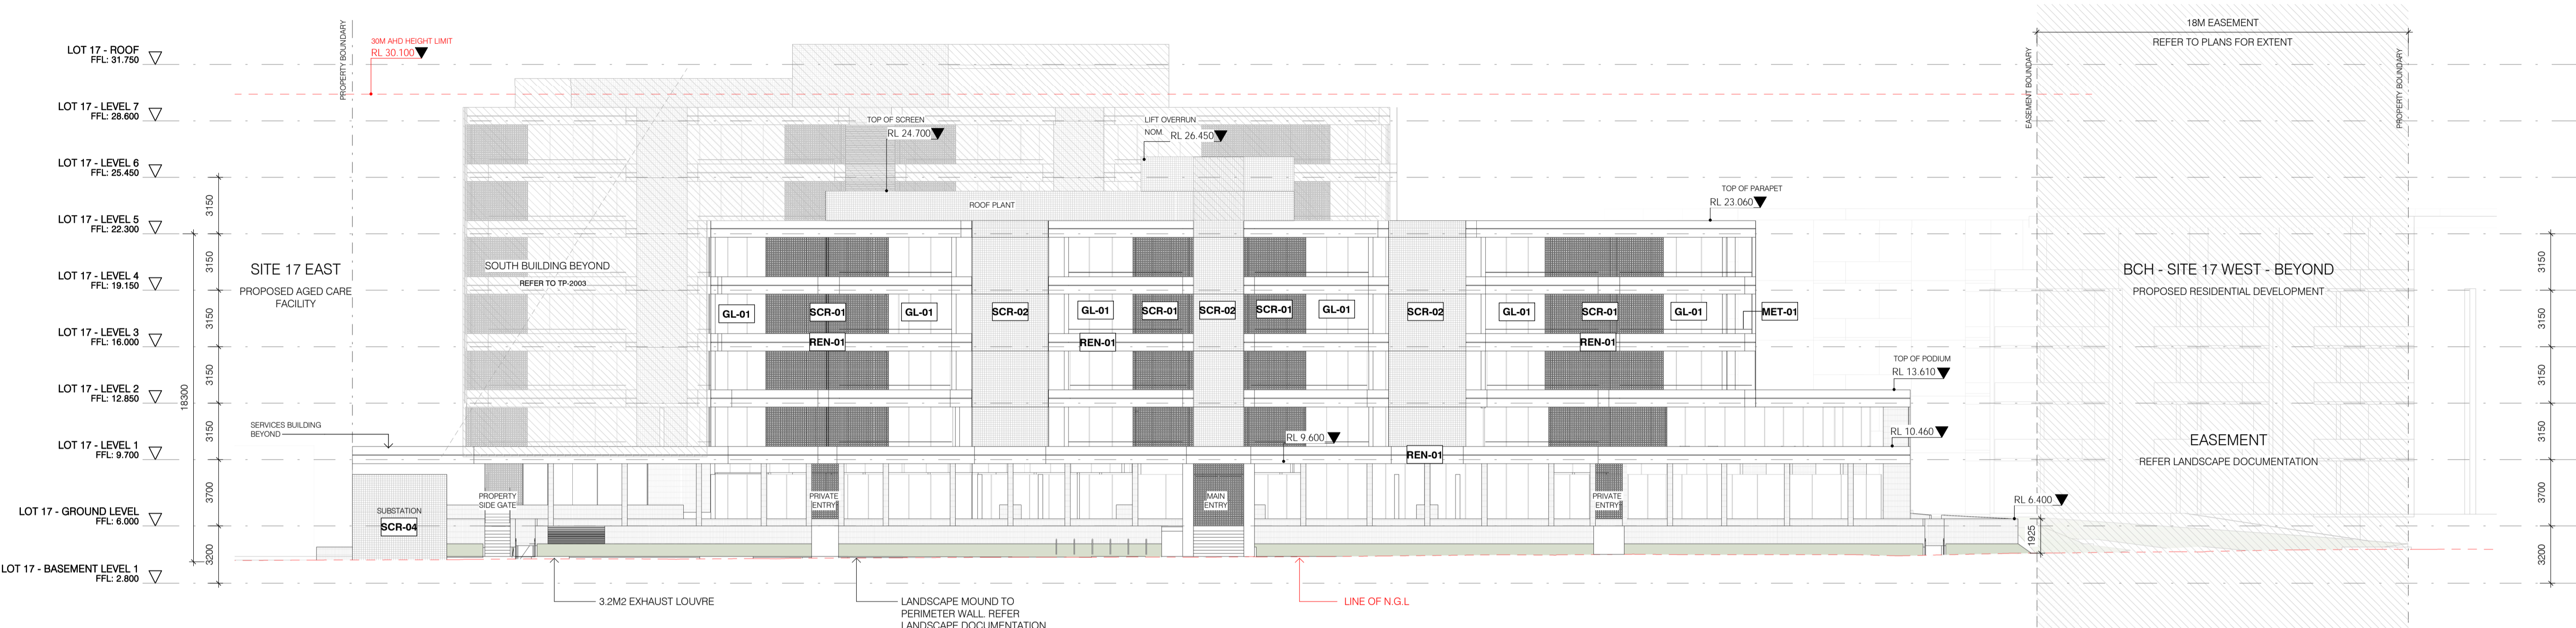 LOT 17 - ROOF
FFL: 31.750
LOT 17 - LEVEL 7
FFL: 28.600
LOT 17 - LEVEL 6
FFL: 25.450
LOT 17 - LEVEL 5
FFL: 22.300
LOT 17 - LEVEL 4
FFL: 19.150
LOT 17 - LEVEL 3
FFL: 16.000
LOT 17 - LEVEL 2
FFL: 12.850
LOT 17 - LEVEL 1
FFL: 9.700
LOT 17 - GROUND LEVEL
FFL: 6.000
LOT 17 - BASEMENT LEVEL 1
FFL: 2.800
18300
3150
3150
3150
3150
3150
3700
3200
PROPERTY BOUNDARY
30M AHD HEIGHT LIMIT
RL 30.100
SITE 17 EAST
PROPOSED AGED CARE
FACILITY
SERVICES BUILDING
BEYOND
SOUTH BUILDING BEYOND
REFER TO TP-2003
TOP OF SCREEN
RL 24.700
LIFT OVERRUN
NOM. RL 26.450
ROOF PLANT
TOP OF PARAPET
RL 23.060
GL-01
SCR-01
GL-01
SCR-02
GL-01
SCR-01
SCR-02
SCR-01
GL-01
SCR-02
GL-01
SCR-01
GL-01
MET-01
REN-01
REN-01
REN-01
TOP OF PODIUM
RL 13.610
RL 9.600
REN-01
RL 10.460
SUBSTATION
SCR-04
PROPERTY
SIDE GATE
PRIVATE
ENTRY
MAIN
ENTRY
PRIVATE
ENTRY
RL 6.400
1925
3.2M2 EXHAUST LOUVRE
LANDSCAPE MOUND TO
PERIMETER WALL. REFER
LANDSCAPE DOCUMENTATION
LINE OF N.G.L
18M EASEMENT
REFER TO PLANS FOR EXTENT
EASEMENT BOUNDARY
PROPERTY BOUNDARY
BCH - SITE 17 WEST - BEYOND
PROPOSED RESIDENTIAL DEVELOPMENT
EASEMENT
REFER LANDSCAPE DOCUMENTATION
3150
3150
3150
3150
3700
3200